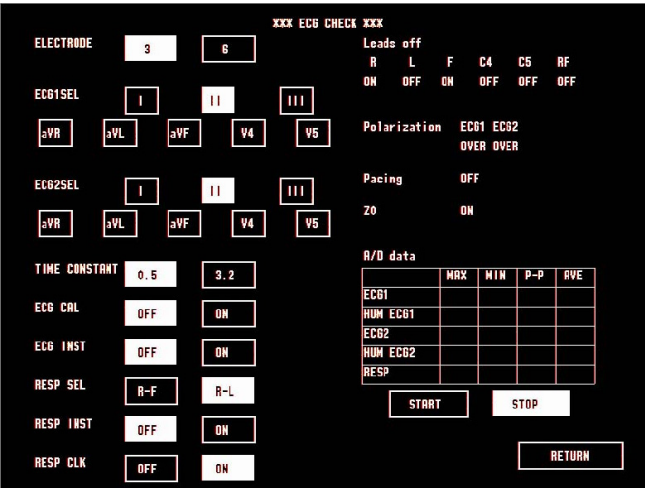 *** ECG CHECK ***
ELECTRODE 3 6
ECG1SEL I II III
aVR aVL aVF V4 V5
ECG2SEL I II III
aVR aVL aVF V4 V5
TIME CONSTANT 0.5 3.2
ECG CAL OFF ON
ECG INST OFF ON
RESP SEL R-F R-L
RESP INST OFF ON
RESP CLK OFF ON
Leads off
R L F C4 C5 RF
ON OFF ON OFF OFF OFF
Polarization ECG1 ECG2
OVER OVER
Pacing OFF
Z0 ON
A/D data
MAX MIN P-P AVE
ECG1
HUM ECG1
ECG2
HUM ECG2
RESP
START STOP
RETURN